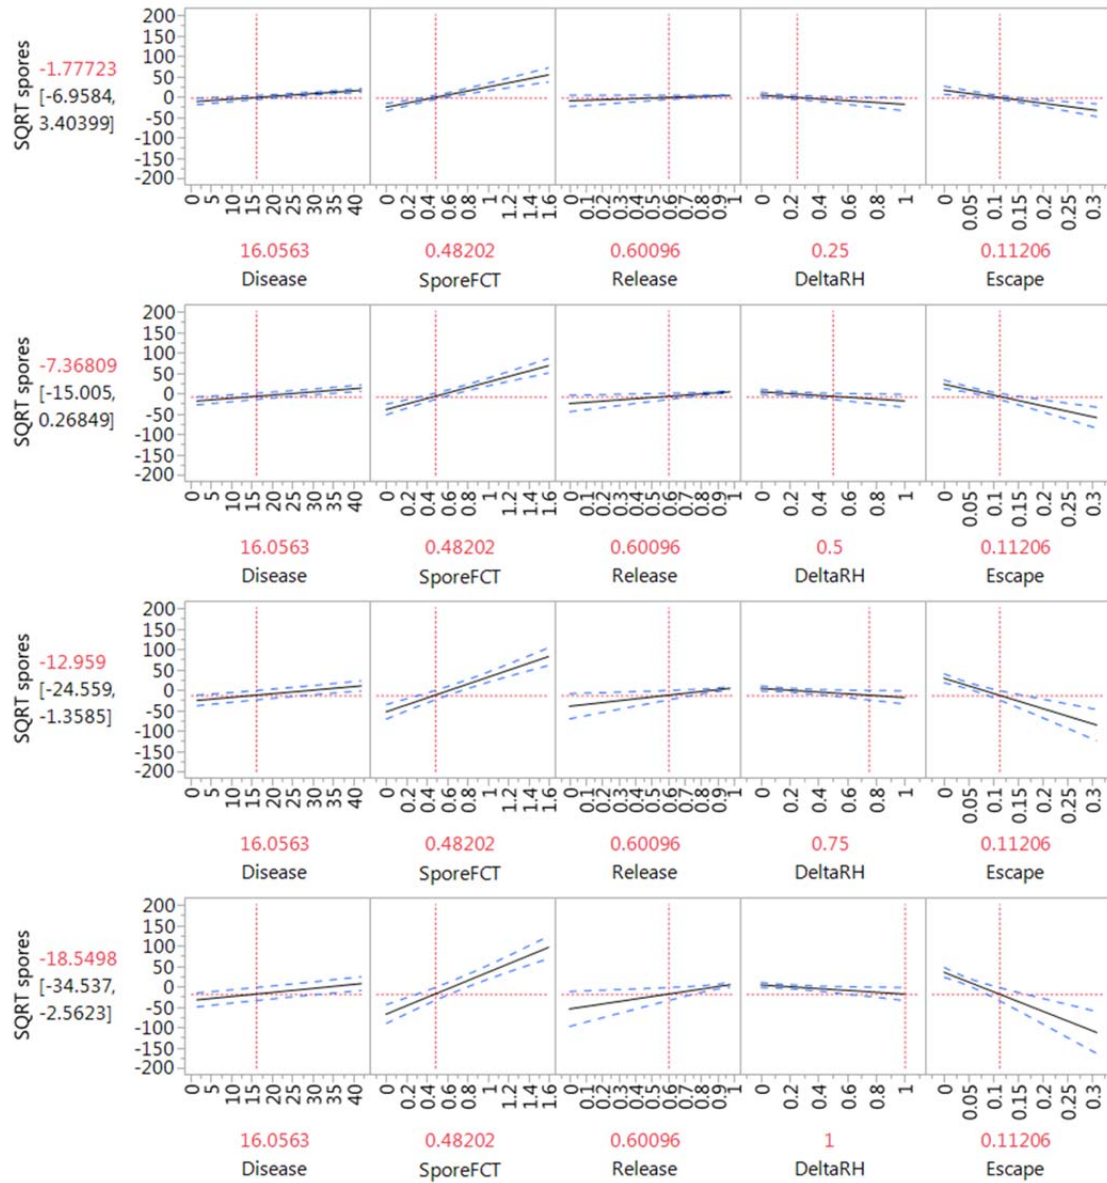 SQRT spores
-1.77723
[-6.9584,
3.40399]
200
150
100
50
0
-50
-100
-150
-200
0 5 10 15 20 25 30 35 40
0 0.2 0.4 0.6 0.8 1 1.2 1.4 1.6
0 0.1 0.2 0.3 0.4 0.5 0.6 0.7 0.8 0.9 1
0 0.2 0.4 0.6 0.8 1
0 0.05 0.1 0.15 0.2 0.25 0.3
16.0563 0.48202 0.60096 0.25 0.11206
Disease SporeFCT Release DeltaRH Escape
SQRT spores
-7.36809
[-15.005,
0.26849]
200
150
100
50
0
-50
-100
-150
-200
0 5 10 15 20 25 30 35 40
0 0.2 0.4 0.6 0.8 1 1.2 1.4 1.6
0 0.1 0.2 0.3 0.4 0.5 0.6 0.7 0.8 0.9 1
0 0.2 0.4 0.6 0.8 1
0 0.05 0.1 0.15 0.2 0.25 0.3
16.0563 0.48202 0.60096 0.5 0.11206
Disease SporeFCT Release DeltaRH Escape
SQRT spores
-12.959
[-24.559,
-1.3585]
200
150
100
50
0
-50
-100
-150
-200
0 5 10 15 20 25 30 35 40
0 0.2 0.4 0.6 0.8 1 1.2 1.4 1.6
0 0.1 0.2 0.3 0.4 0.5 0.6 0.7 0.8 0.9 1
0 0.2 0.4 0.6 0.8 1
0 0.05 0.1 0.15 0.2 0.25 0.3
16.0563 0.48202 0.60096 0.75 0.11206
Disease SporeFCT Release DeltaRH Escape
SQRT spores
-18.5498
[-34.537,
-2.5623]
200
150
100
50
0
-50
-100
-150
-200
0 5 10 15 20 25 30 35 40
0 0.2 0.4 0.6 0.8 1 1.2 1.4 1.6
0 0.1 0.2 0.3 0.4 0.5 0.6 0.7 0.8 0.9 1
0 0.2 0.4 0.6 0.8 1
0 0.05 0.1 0.15 0.2 0.25 0.3
16.0563 0.48202 0.60096 1 0.11206
Disease SporeFCT Release DeltaRH Escape